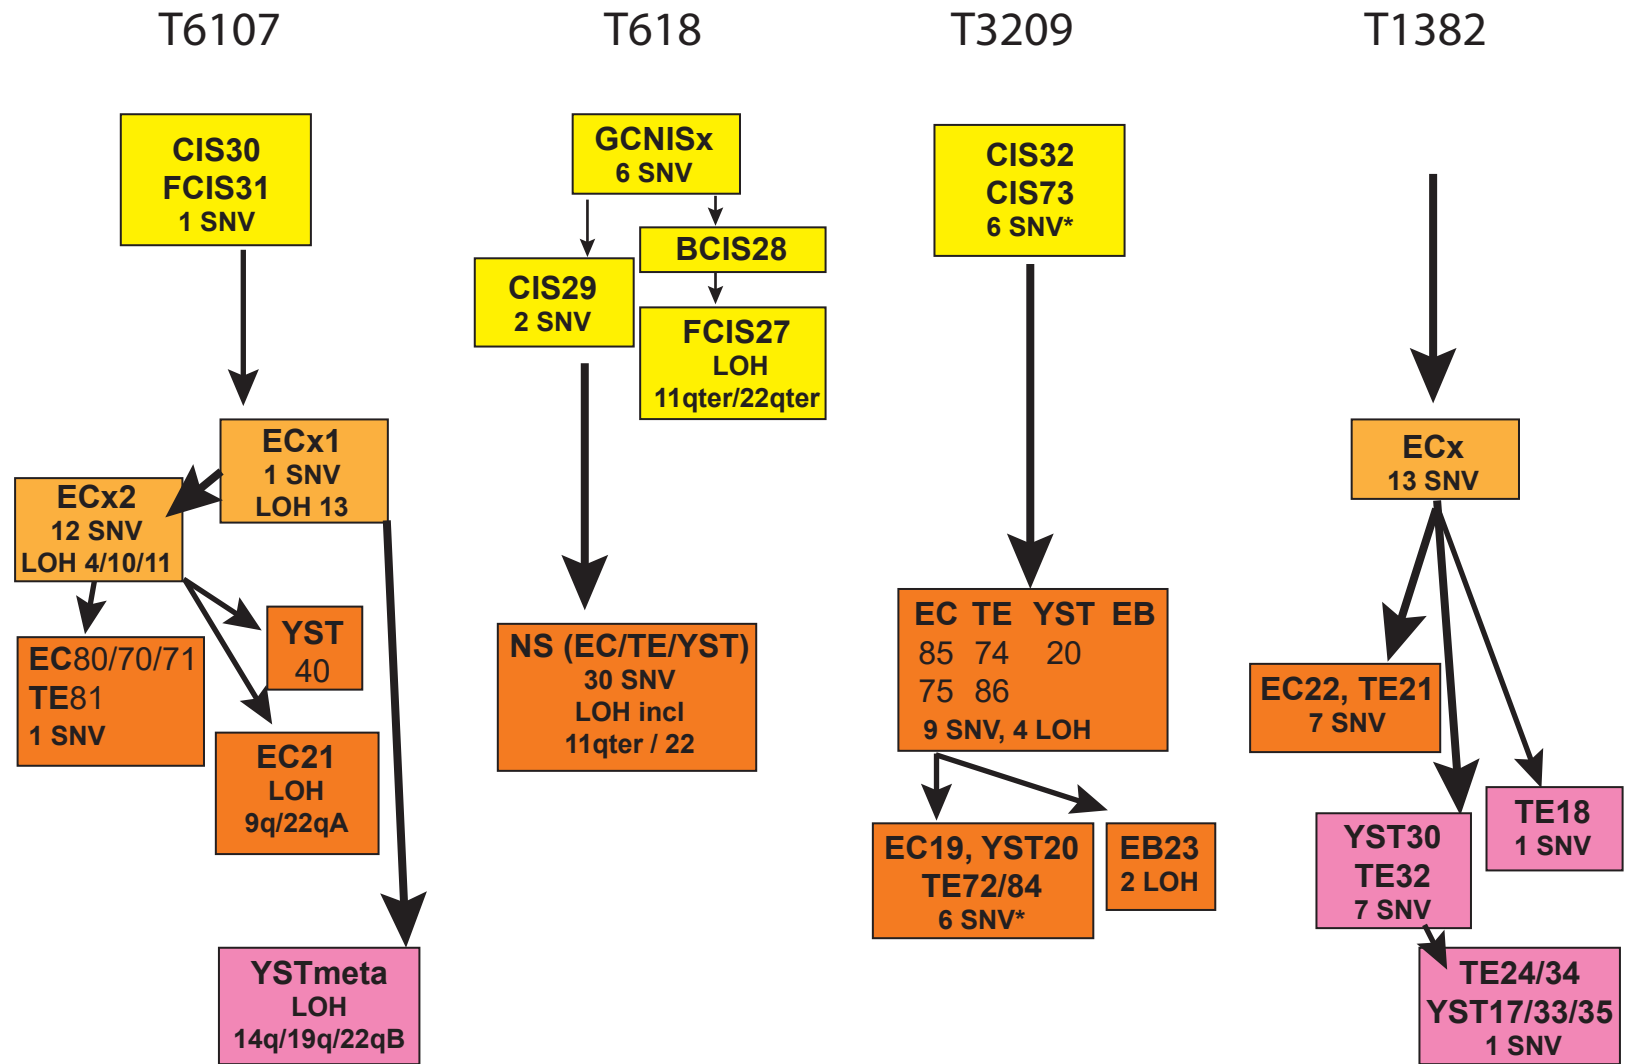 T6107
T618
T3209
T1382
CIS30
FCIS31
1 SNV
ECx1
1 SNV
LOH 13
ECx2
12 SNV
LOH 4/10/11
EC80/70/71
TE81
1 SNV
YST
40
EC21
LOH
9q/22qA
YSTmeta
LOH
14q/19q/22qB
GCNISx
6 SNV
CIS29
2 SNV
BCIS28
FCIS27
LOH
11qter/22qter
NS (EC/TE/YST)
30 SNV
LOH incl
11qter / 22
CIS32
CIS73
6 SNV*
EC TE YST EB
85 74 20
75 86
9 SNV, 4 LOH
EC19, YST20
TE72/84
6 SNV*
EB23
2 LOH
ECx
13 SNV
EC22, TE21
7 SNV
TE18
1 SNV
YST30
TE32
7 SNV
TE24/34
YST17/33/35
1 SNV